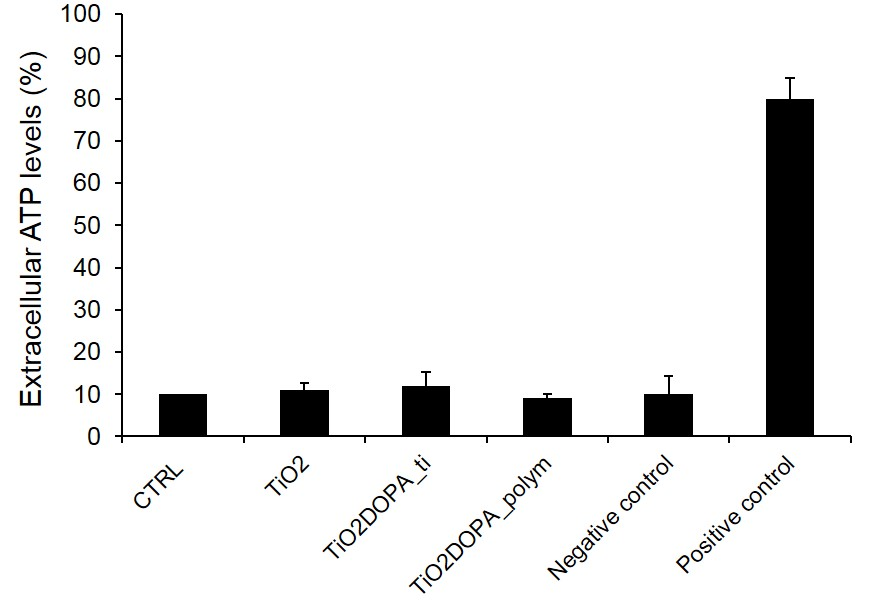 Extracellular ATP levels (%)
100
90
80
70
60
50
40
30
20
10
0
CTRL
TiO2
TiO2DOPA_ti
TiO2DOPA_polym
Negative control
Positive control